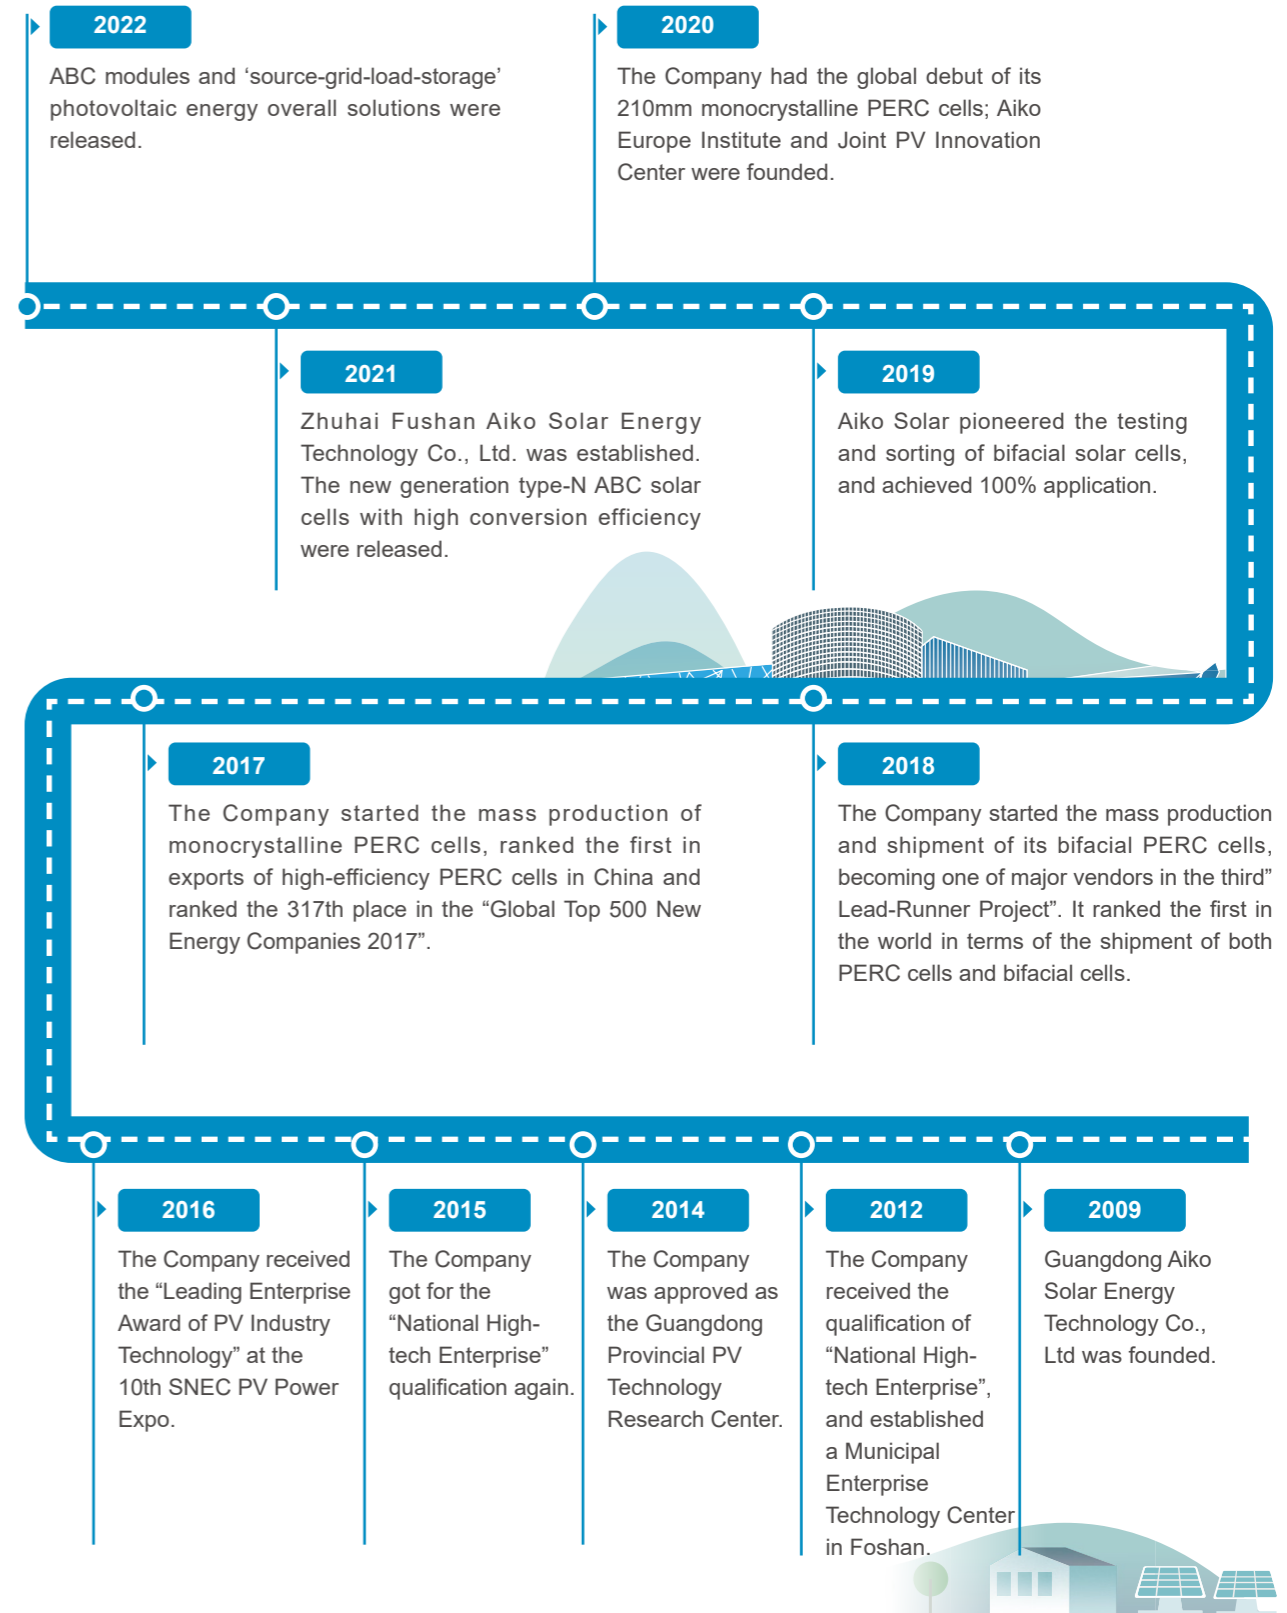 2022
ABC modules and ‘source-grid-load-storage’
photovoltaic energy overall solutions were
released.
2020
The Company had the global debut of its
210mm monocrystalline PERC cells; Aiko
Europe Institute and Joint PV Innovation
Center were founded.
2021
Zhuhai Fushan Aiko Solar Energy
Technology Co., Ltd. was established.
The new generation type-N ABC solar
cells with high conversion efficiency
were released.
2019
Aiko Solar pioneered the testing
and sorting of bifacial solar cells,
and achieved 100% application.
2017
The Company started the mass production of
monocrystalline PERC cells, ranked the first in
exports of high-efficiency PERC cells in China and
ranked the 317th place in the “Global Top 500 New
Energy Companies 2017”.
2018
The Company started the mass production
and shipment of its bifacial PERC cells,
becoming one of major vendors in the third”
Lead-Runner Project”. It ranked the first in
the world in terms of the shipment of both
PERC cells and bifacial cells.
2016
The Company received
the “Leading Enterprise
Award of PV Industry
Technology” at the
10th SNEC PV Power
Expo.
2015
The Company
got for the
“National High-
tech Enterprise”
qualification again.
2014
The Company
was approved as
the Guangdong
Provincial PV
Technology
Research Center.
2012
The Company
received the
qualification of
“National High-
tech Enterprise”,
and established
a Municipal
Enterprise
Technology Center
in Foshan.
2009
Guangdong Aiko
Solar Energy
Technology Co.,
Ltd was founded.